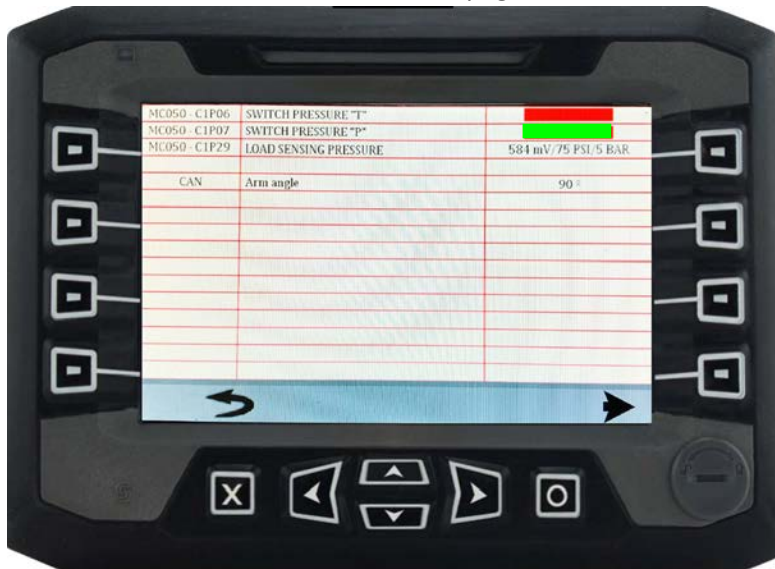 MC050 - C1P06 SWITCH PRESSURE "T"
MC050 - C1P07 SWITCH PRESSURE "P"
MC050 - C1P29 LOAD SENSING PRESSURE 584 mV/75 PSI/5 BAR
CAN Arm angle 90 °
X O